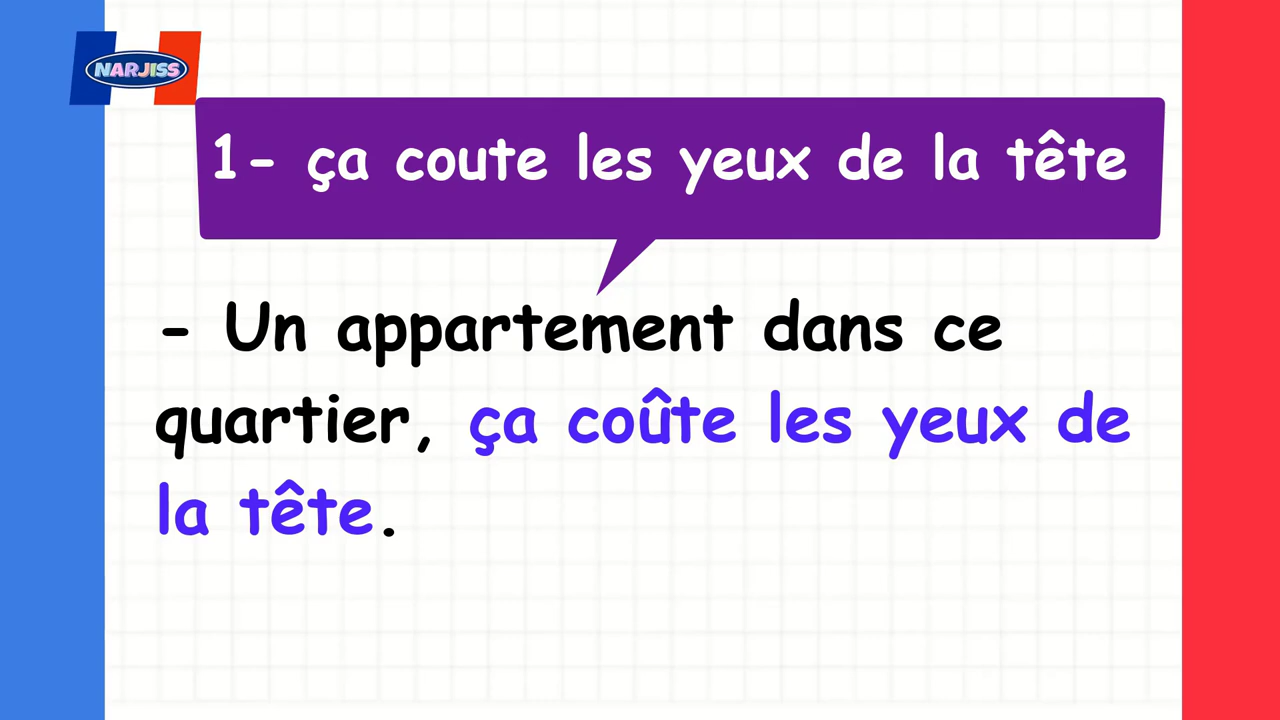 NARJISS
1- ça coute les yeux de la tête
- Un appartement dans ce
quartier, ça coûte les yeux de
la tête.